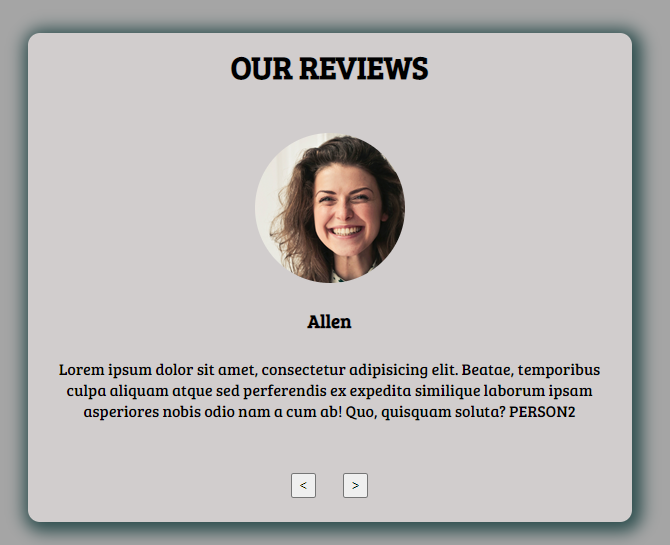 OUR REVIEWS
Allen
Lorem ipsum dolor sit amet, consectetur adipisicing elit. Beatae, temporibus
culpa aliquam atque sed perferendis ex expedita similique laborum ipsam
asperiores nobis odio nam a cum ab! Quo, quisquam soluta? PERSON2
< >